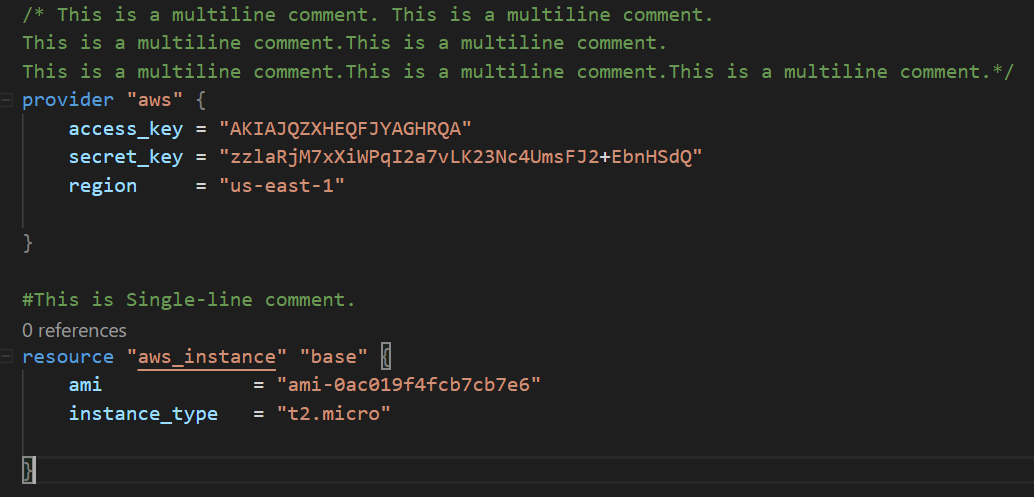 /* This is a multiline comment. This is a multiline comment.
This is a multiline comment.This is a multiline comment.
This is a multiline comment.This is a multiline comment.This is a multiline comment.*/
provider "aws" {
access_key = "AKIAJQZXHEQFJYAGHRQA"
secret_key = "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"
region = "us-east-1"
}
#This is Single-line comment.
0 references
resource "aws_instance" "base" {
ami = "ami-0ac019f4fcb7cb7e6"
instance_type = "t2.micro"
}